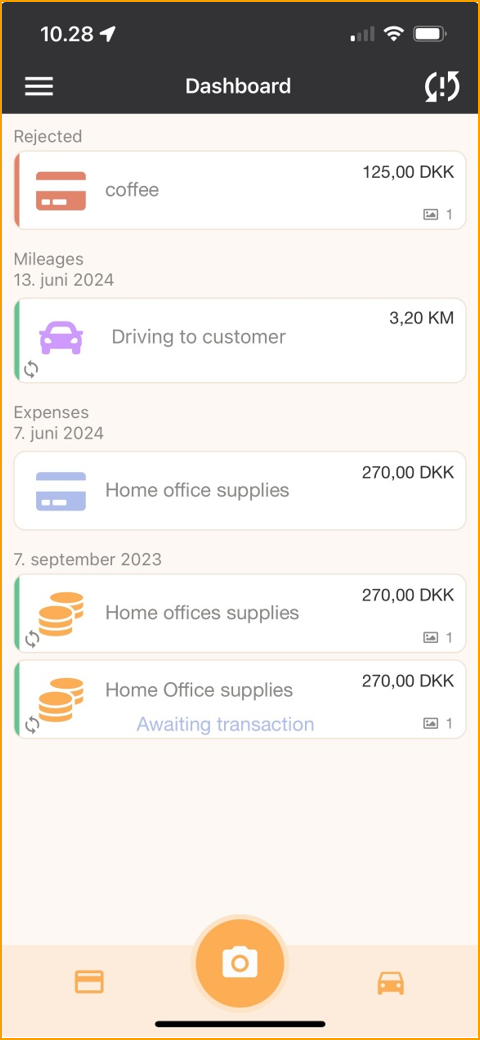 10.28
Dashboard
Rejected
125,00 DKK
coffee
1
Mileages
13. juni 2024
3,20 KM
Driving to customer
Expenses
7. juni 2024
270,00 DKK
Home office supplies
7. september 2023
270,00 DKK
Home offices supplies
1
270,00 DKK
Home Office supplies
Awaiting transaction
1